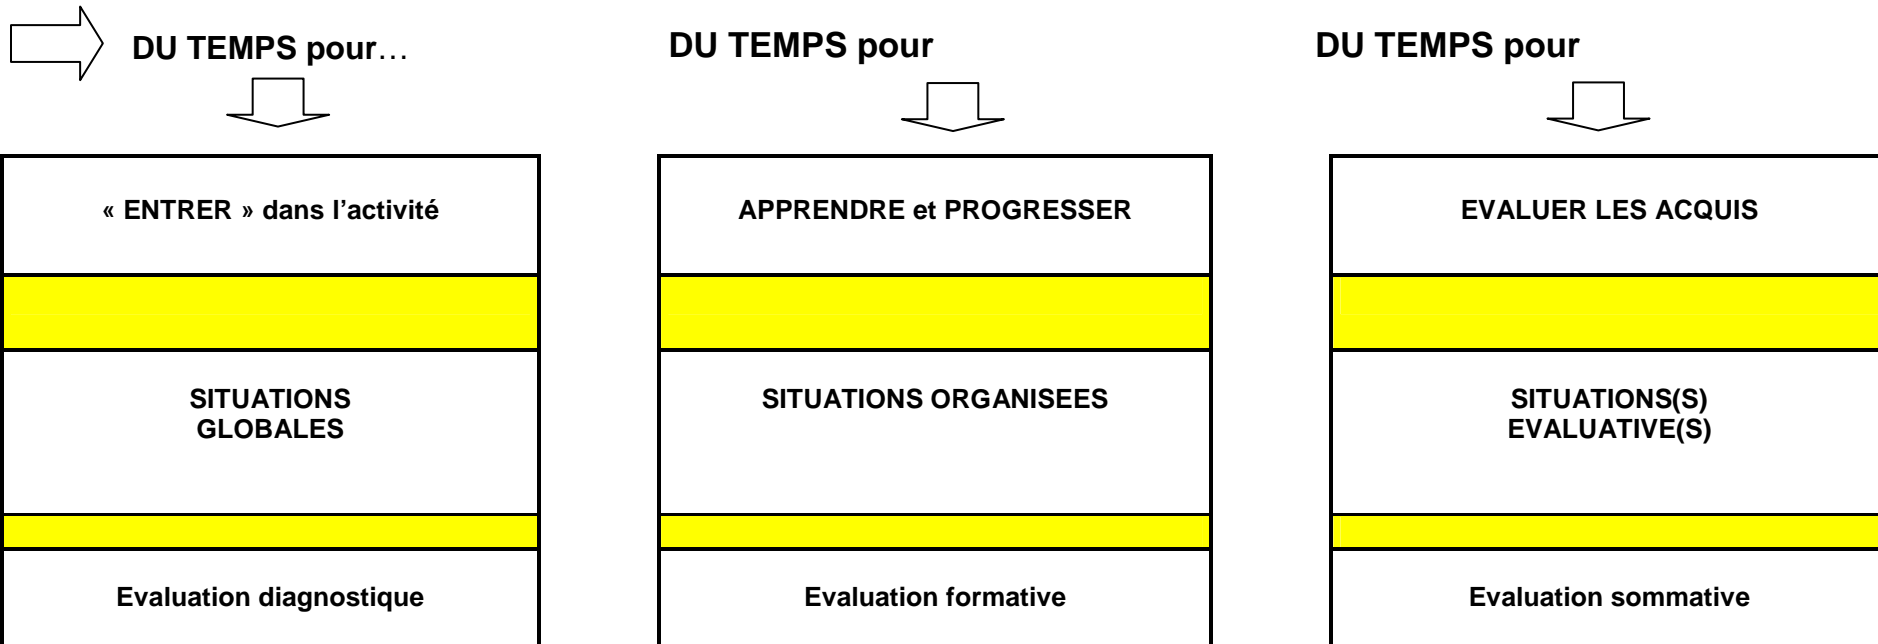 DU TEMPS pour…
DU TEMPS pour
DU TEMPS pour
« ENTRER » dans l’activité
APPRENDRE et PROGRESSER
EVALUER LES ACQUIS
SITUATIONS
GLOBALES
SITUATIONS ORGANISEES
SITUATIONS(S)
EVALUATIVE(S)
Evaluation diagnostique
Evaluation formative
Evaluation sommative